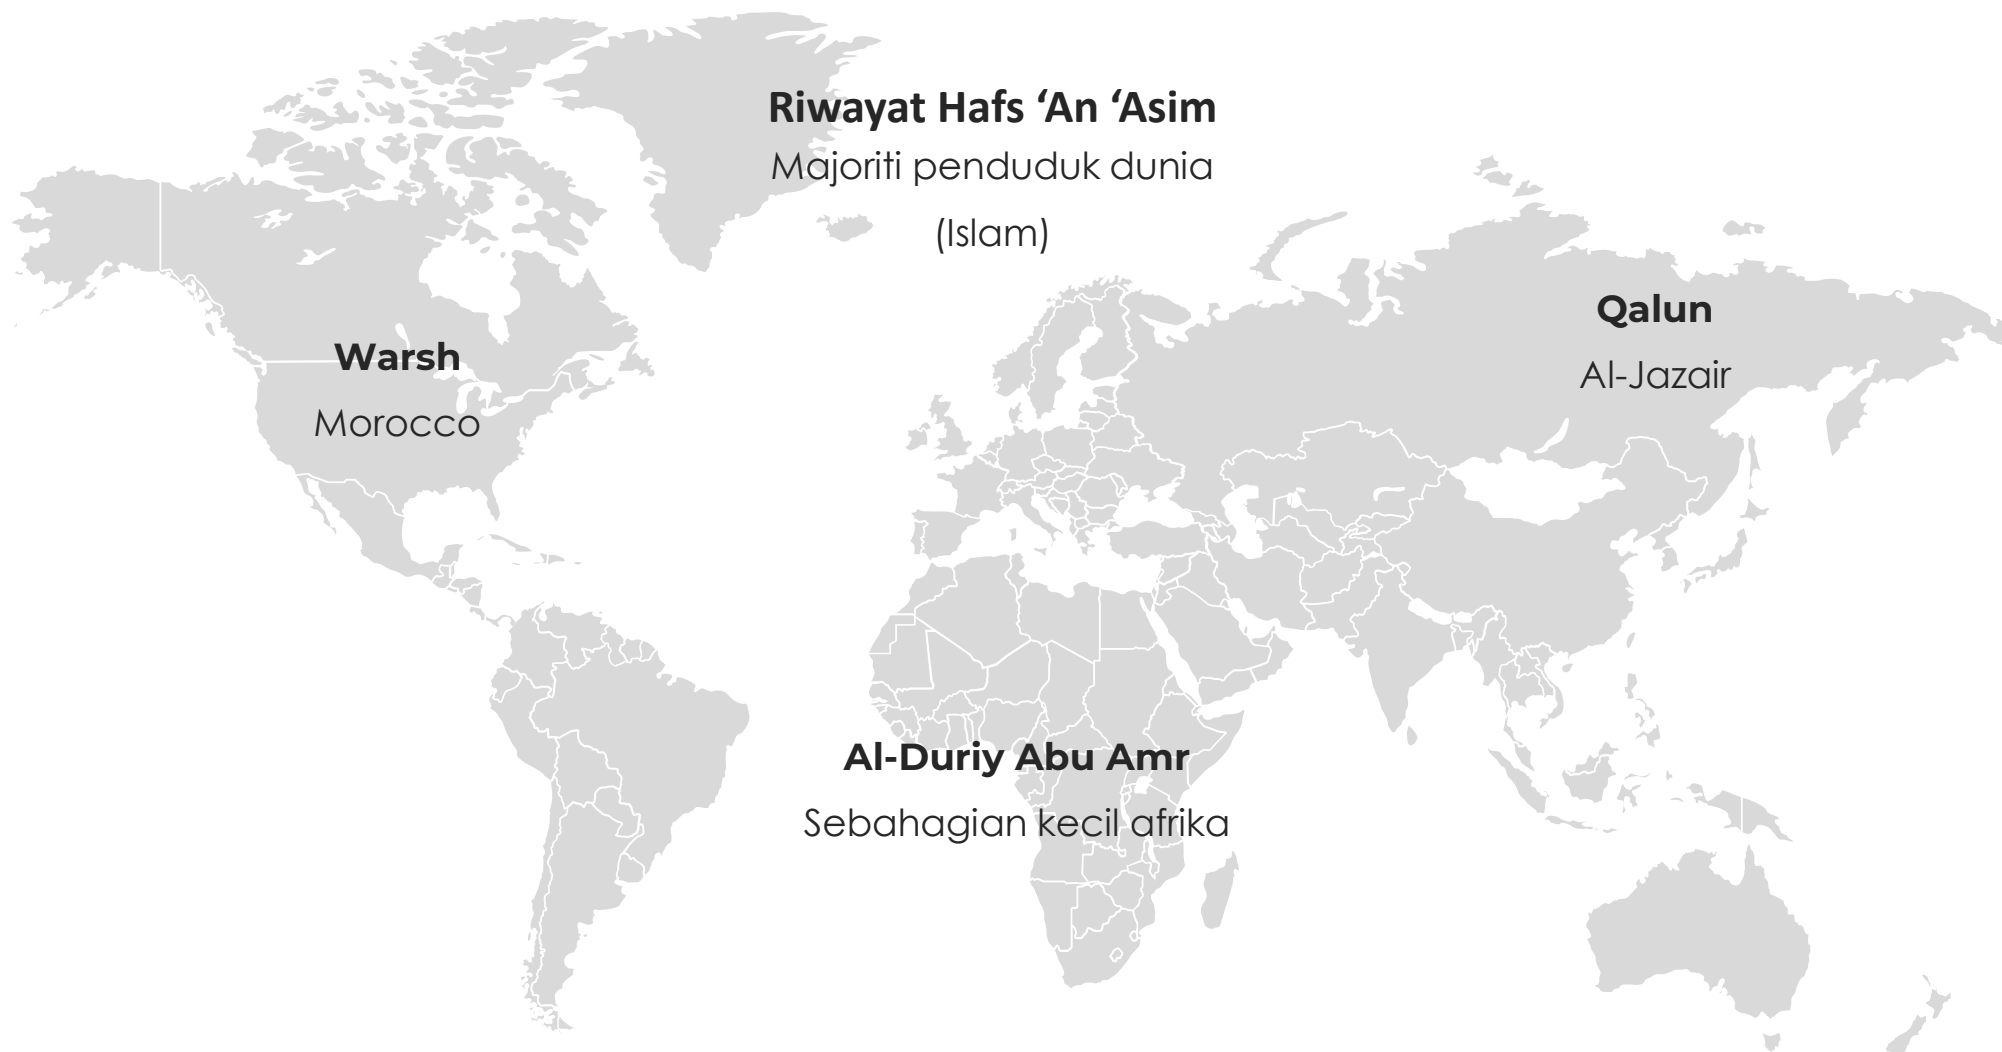 Riwayat Hafs ‘An ‘Asim
Majoriti penduduk dunia
(Islam)
Warsh
Morocco
Qalun
Al-Jazair
Al-Duriy Abu Amr
Sebahagian kecil afrika